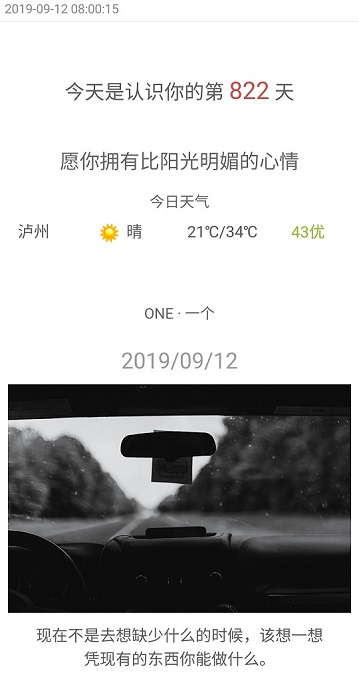 2019-09-12 08:00:15
今天是认识你的第 822 天
愿你拥有比阳光明媚的心情
今日天气
泸州 晴 21℃/34℃ 43优
ONE · 一个
2019/09/12
现在不是去想缺少什么的时候，该想一想
凭现有的东西你能做什么。